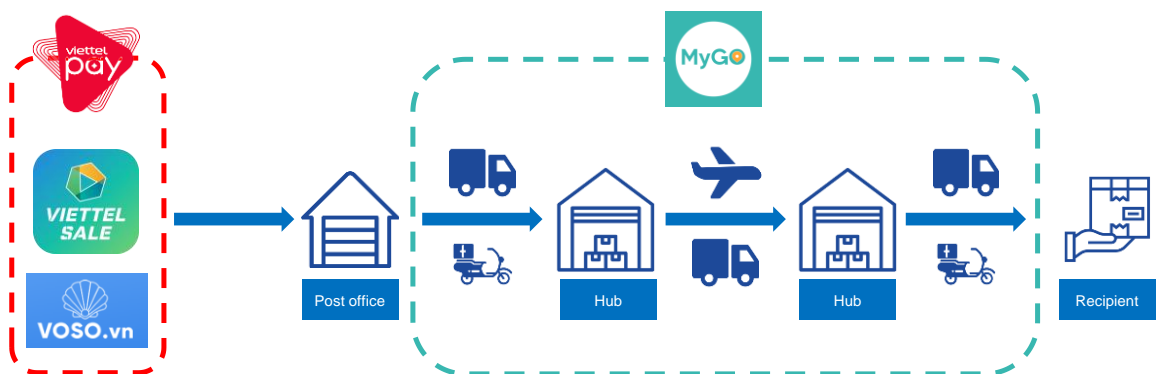 viettel
pay
MyGO
VIETTEL
SALE
VOSO.vn
Post office
Hub
Hub
Recipient